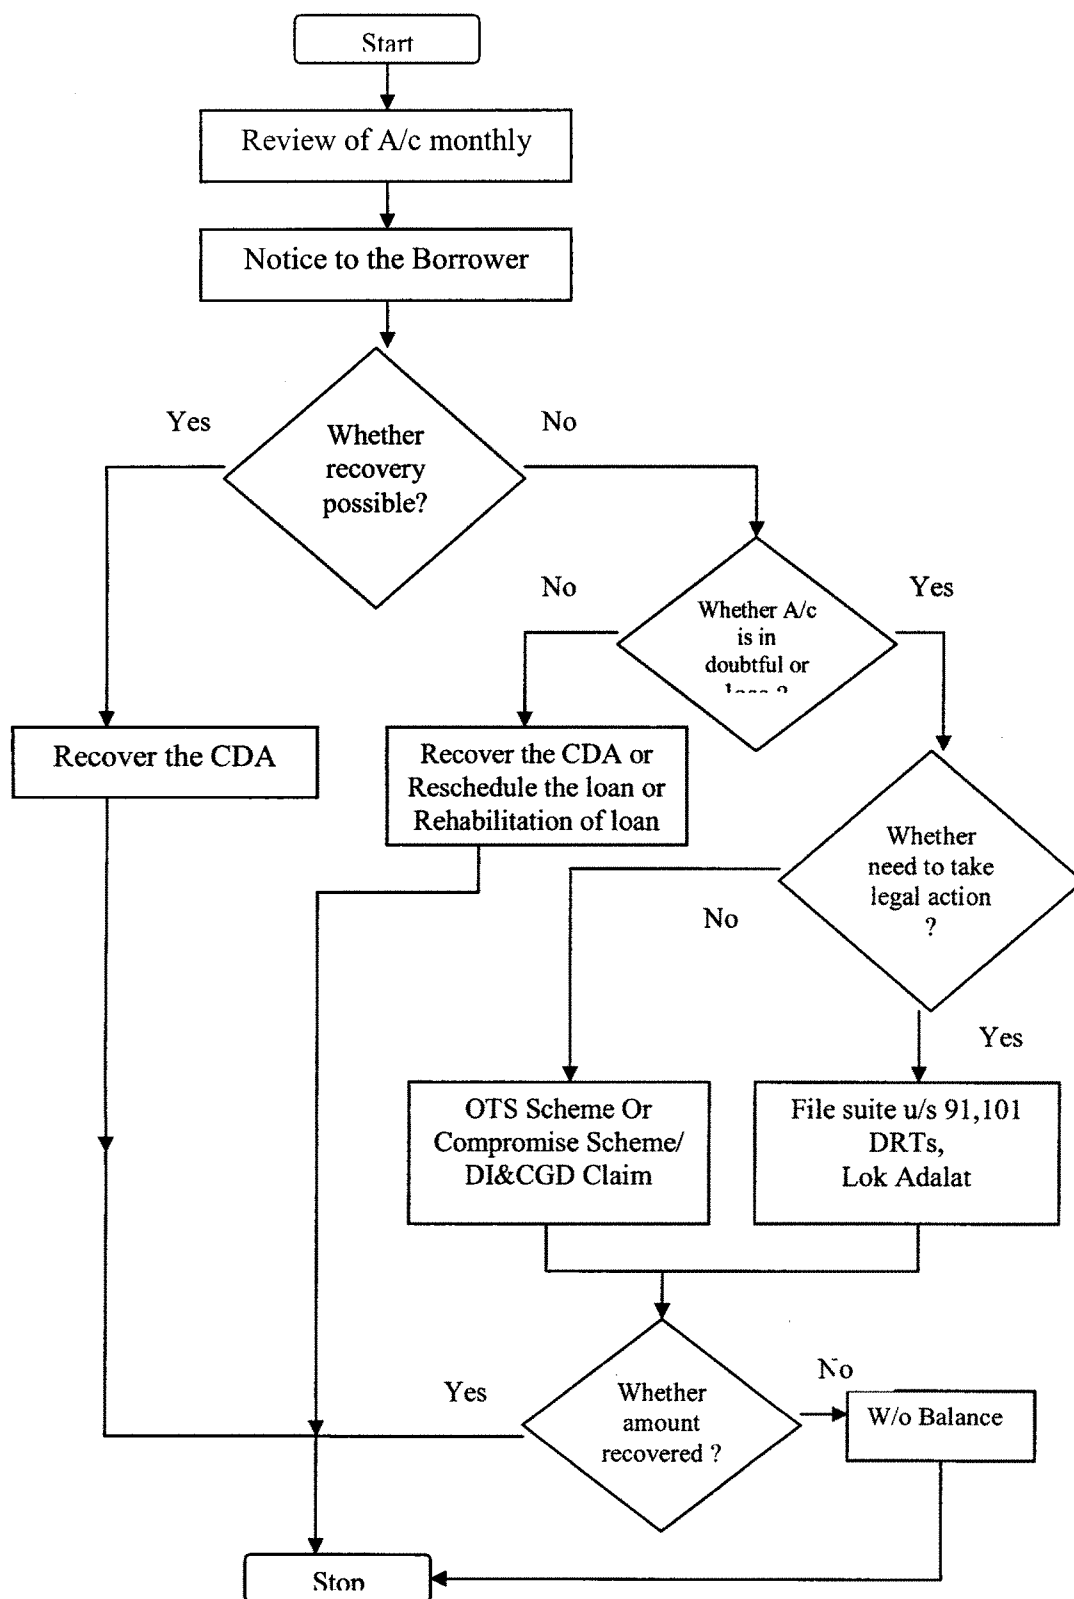 Start
Review of A/c monthly
Notice to the Borrower
Yes
No
Whether
recovery
possible?
No
Yes
Whether A/c
is in
doubtful or
loss ?
Recover the CDA
Recover the CDA or
Reschedule the loan or
Rehabilitation of loan
Whether
need to take
legal action
?
No
Yes
OTS Scheme Or
Compromise Scheme/
DI&CGD Claim
File suite u/s 91,101
DRTs,
Lok Adalat
Yes
No
Whether
amount
recovered ?
W/o Balance
Stop